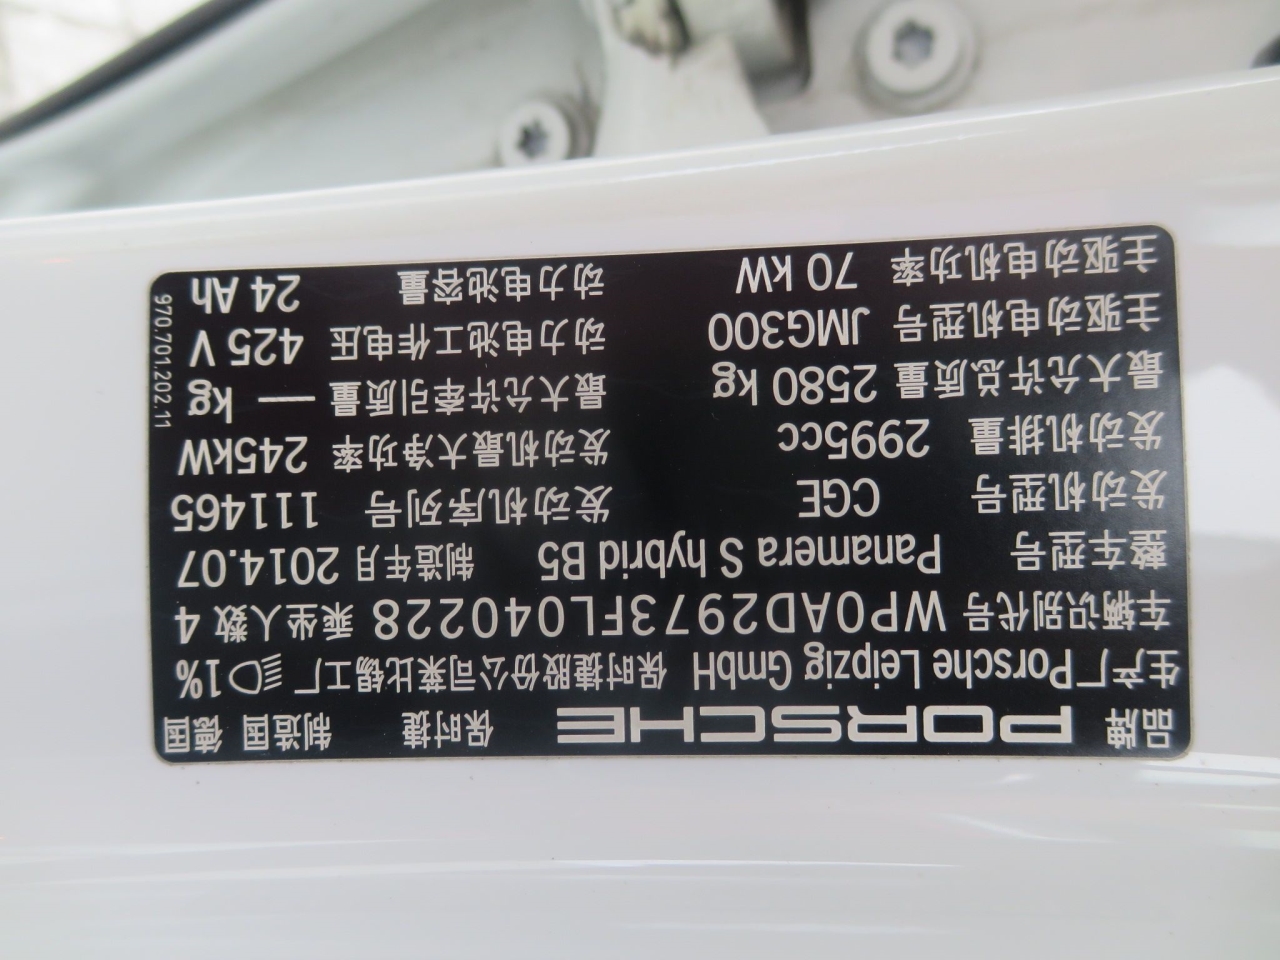 品牌 PORSCHE 保时捷 制造国 德国
生产厂 Porsche Leipzig GmbH 保时捷股份公司莱比锡工厂 1%
车辆识别代号 WP0AD2973FL040228 乘坐人数 4
整车型号 Panamera S hybrid B5 制造年月 2014.07
发动机型号 CGE 发动机序列号 111465
发动机排量 2995cc 发动机最大净功率 245kW
最大允许总质量 2580 kg 最大允许牵引质量 — kg
主驱动电机型号 JMG300 动力电池工作电压 425 V
主驱动电机功率 70 kW 动力电池容量 24 Ah
970.701.202.11